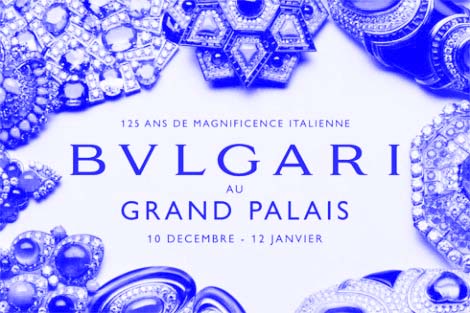 125 ANS DE MAGNIFICENCE ITALIENNE
BVLGARI
AU
GRAND PALAIS
10 DECEMBRE - 12 JANVIER